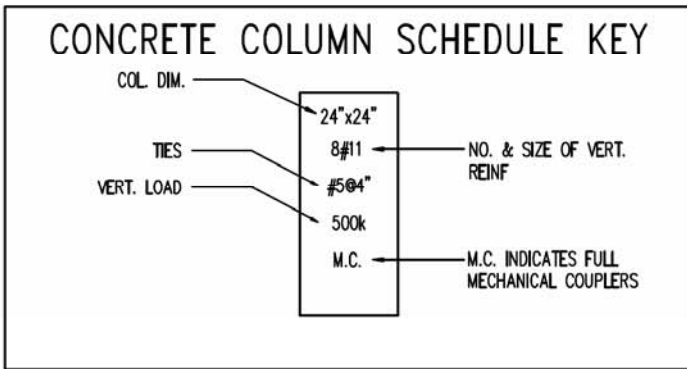 CONCRETE COLUMN SCHEDULE KEY
COL. DIM.
24"x24"
8#11
NO. & SIZE OF VERT.
REINF
TIES
#5@4"
VERT. LOAD
500k
M.C.
M.C. INDICATES FULL
MECHANICAL COUPLERS